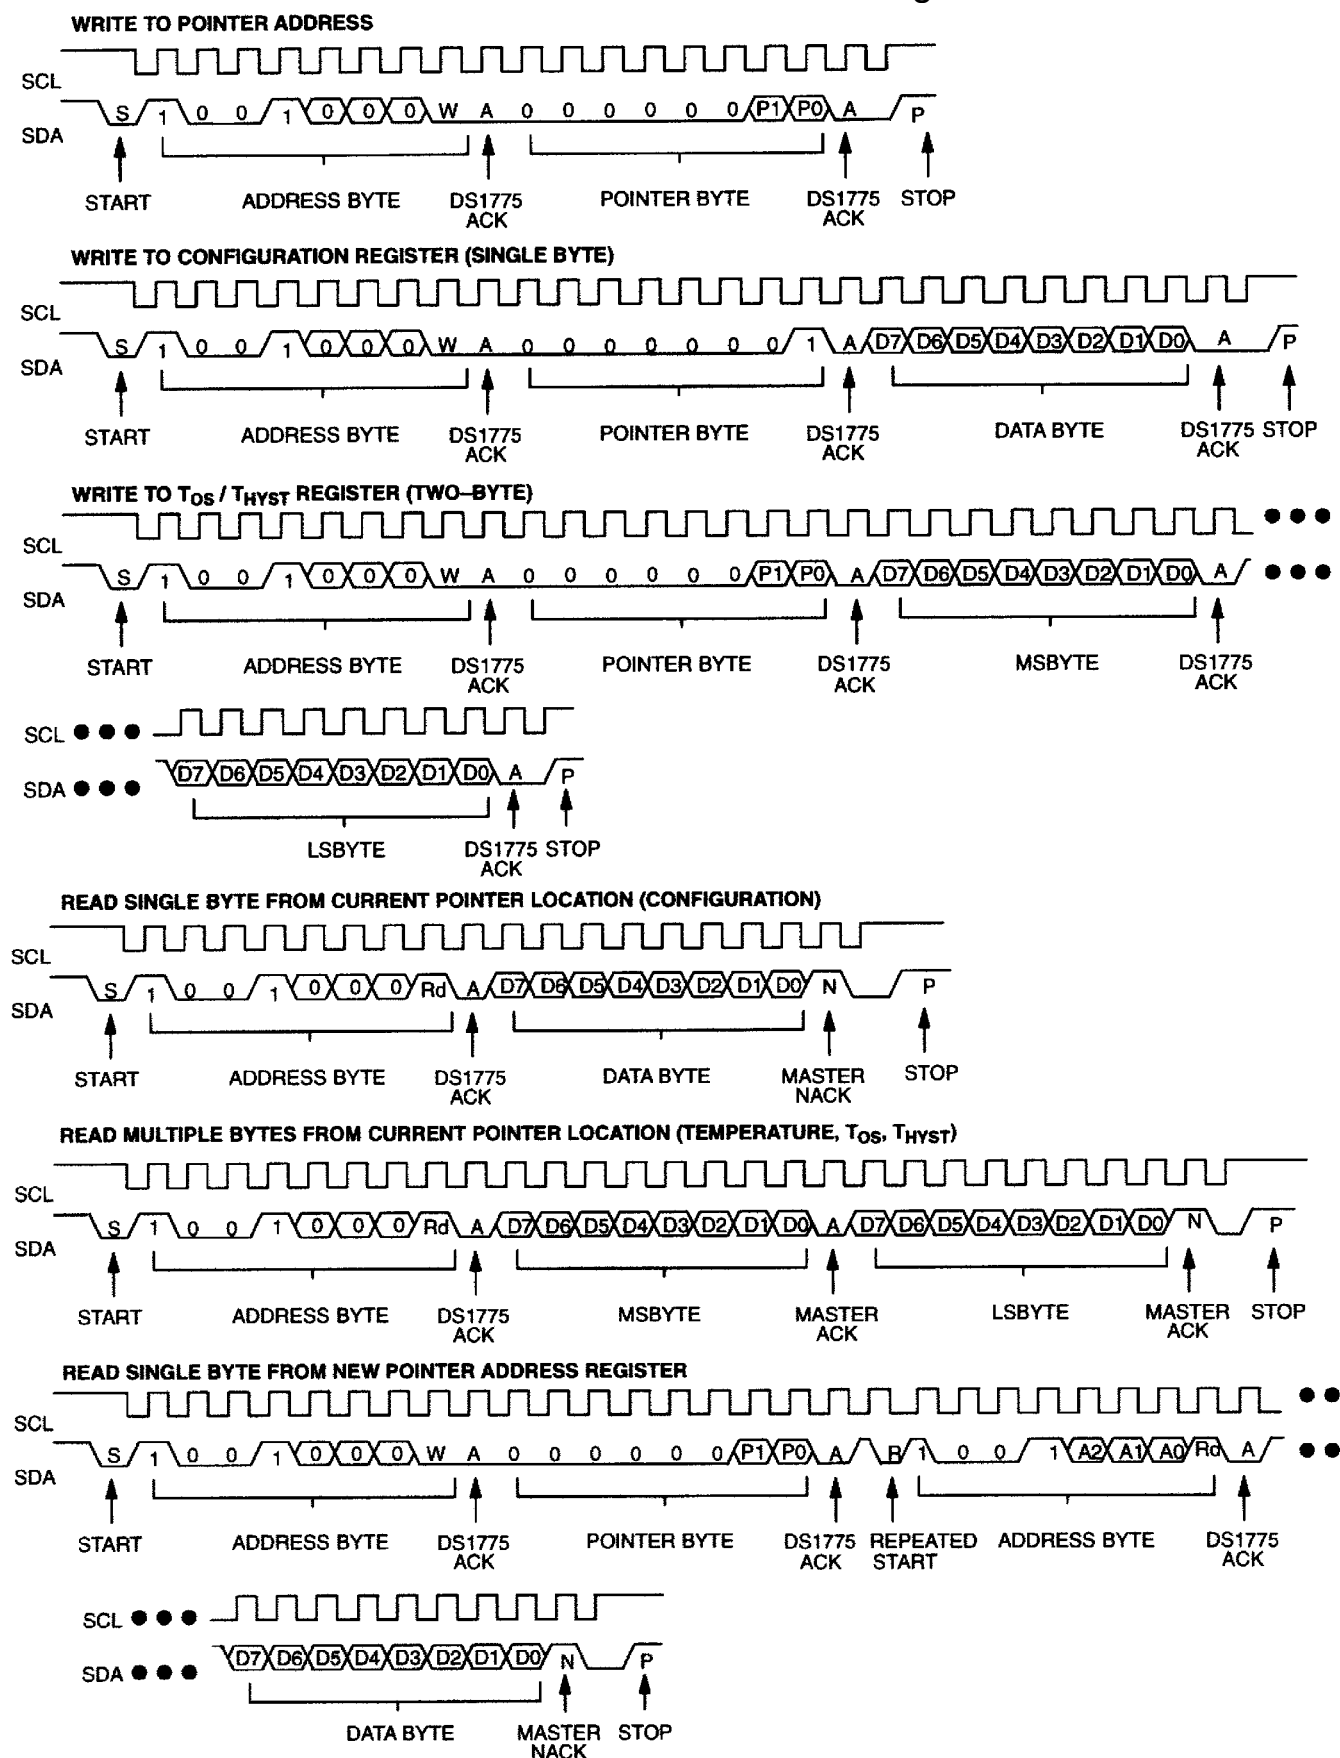 WRITE TO POINTER ADDRESS
SCL
SDA S 1 0 0 1 0 0 0 W A 0 0 0 0 0 0 P1 P0 A P
START ADDRESS BYTE DS1775 ACK POINTER BYTE DS1775 ACK STOP
WRITE TO CONFIGURATION REGISTER (SINGLE BYTE)
SCL
SDA S 1 0 0 1 0 0 0 W A 0 0 0 0 0 0 0 1 A D7 D6 D5 D4 D3 D2 D1 D0 A P
START ADDRESS BYTE DS1775 ACK POINTER BYTE DS1775 ACK DATA BYTE DS1775 ACK STOP
WRITE TO TOS / THYST REGISTER (TWO–BYTE)
SCL
SDA S 1 0 0 1 0 0 0 W A 0 0 0 0 0 0 P1 P0 A D7 D6 D5 D4 D3 D2 D1 D0 A
START ADDRESS BYTE DS1775 ACK POINTER BYTE DS1775 ACK MSBYTE DS1775 ACK
SCL
SDA D7 D6 D5 D4 D3 D2 D1 D0 A P
LSBYTE DS1775 ACK STOP
READ SINGLE BYTE FROM CURRENT POINTER LOCATION (CONFIGURATION)
SCL
SDA S 1 0 0 1 0 0 0 Rd A D7 D6 D5 D4 D3 D2 D1 D0 N P
START ADDRESS BYTE DS1775 ACK DATA BYTE MASTER NACK STOP
READ MULTIPLE BYTES FROM CURRENT POINTER LOCATION (TEMPERATURE, TOS, THYST)
SCL
SDA S 1 0 0 1 0 0 0 Rd A D7 D6 D5 D4 D3 D2 D1 D0 A D7 D6 D5 D4 D3 D2 D1 D0 N P
START ADDRESS BYTE DS1775 ACK MSBYTE MASTER ACK LSBYTE MASTER ACK STOP
READ SINGLE BYTE FROM NEW POINTER ADDRESS REGISTER
SCL
SDA S 1 0 0 1 0 0 0 W A 0 0 0 0 0 0 P1 P0 A R 1 0 0 1 A2 A1 A0 Rd A
START ADDRESS BYTE DS1775 ACK POINTER BYTE DS1775 ACK REPEATED START ADDRESS BYTE DS1775 ACK
SCL
SDA D7 D6 D5 D4 D3 D2 D1 D0 N P
DATA BYTE MASTER NACK STOP